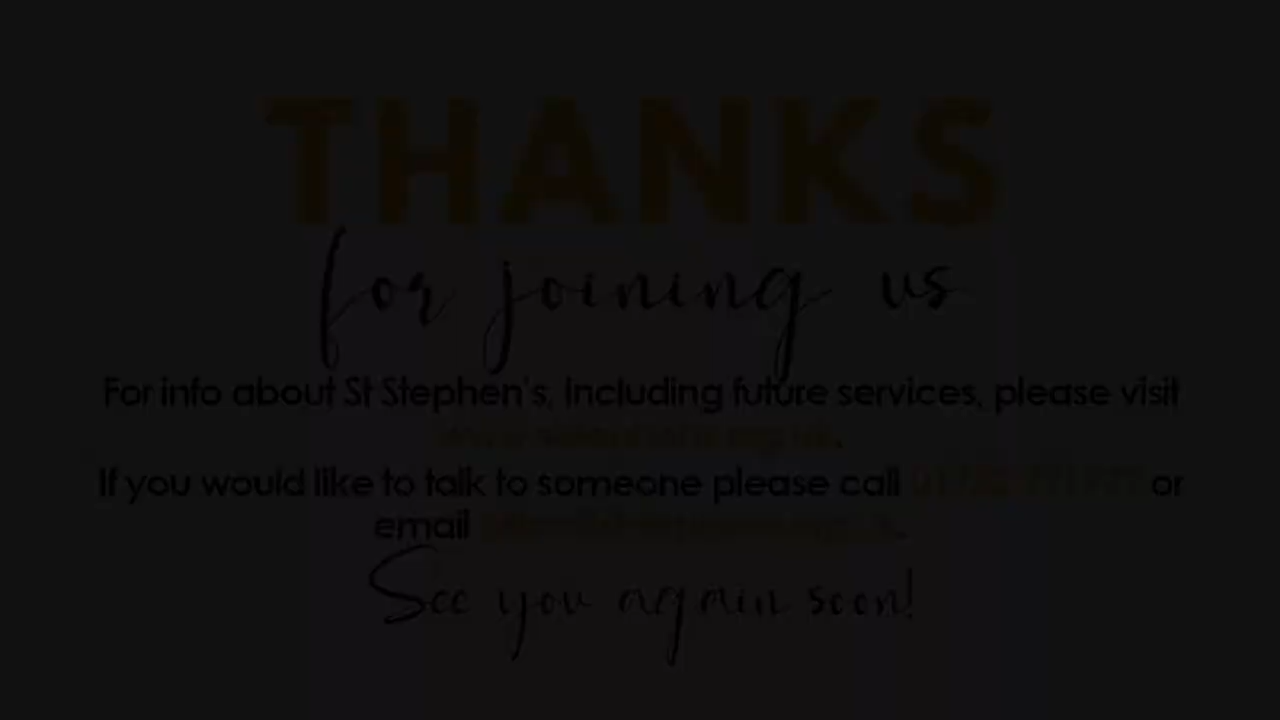 THANKS
for joining us
For info about St Stephen's, including future services, please visit
If you would like to talk to someone please call or
email
See you again soon!